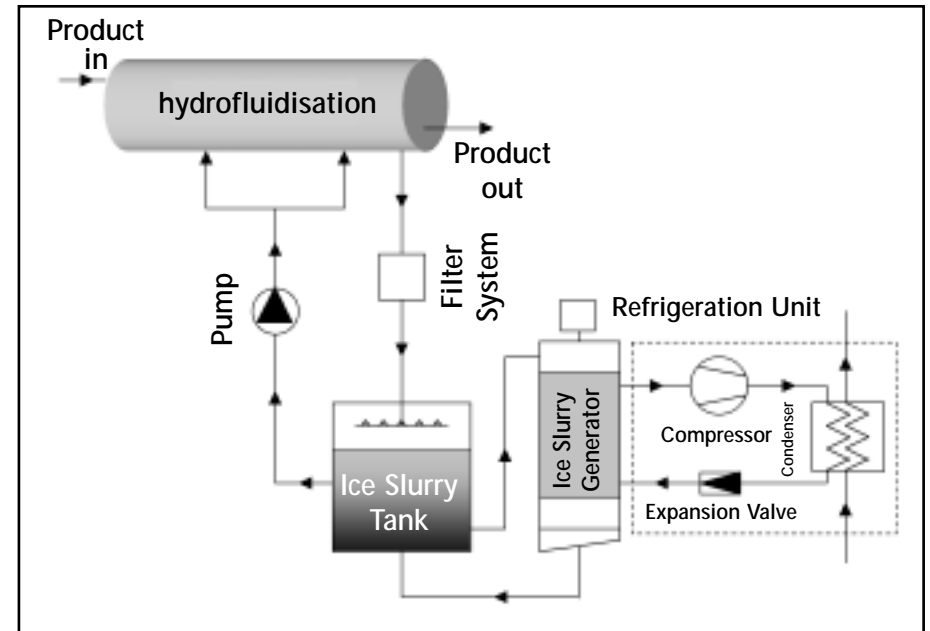 Product
in
hydrofluidisation
Product
out
Pump
Filter
System
Refrigeration Unit
Ice Slurry
Generator
Compressor
Condenser
Expansion Valve
Ice Slurry
Tank